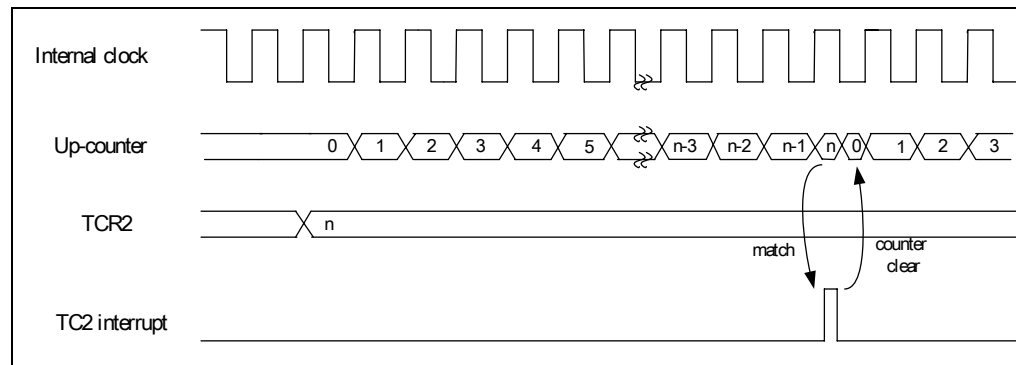 Internal clock
Up-counter
0 1 2 3 4 5 n-3 n-2 n-1 n 0 1 2 3
TCR2
n
match
counter
clear
TC2 interrupt